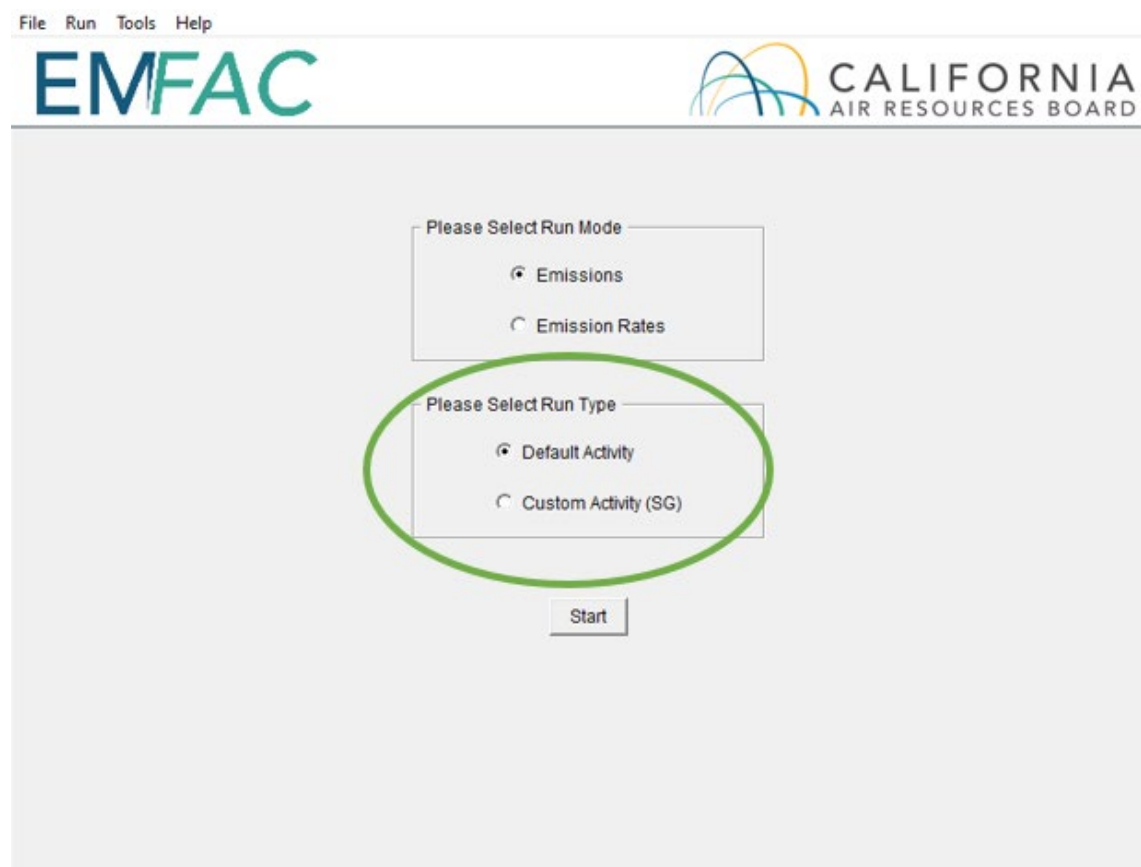 File Run Tools Help
EMFAC
CALIFORNIA
AIR RESOURCES BOARD
Please Select Run Mode
Emissions
Emission Rates
Please Select Run Type
Default Activity
Custom Activity (SG)
Start